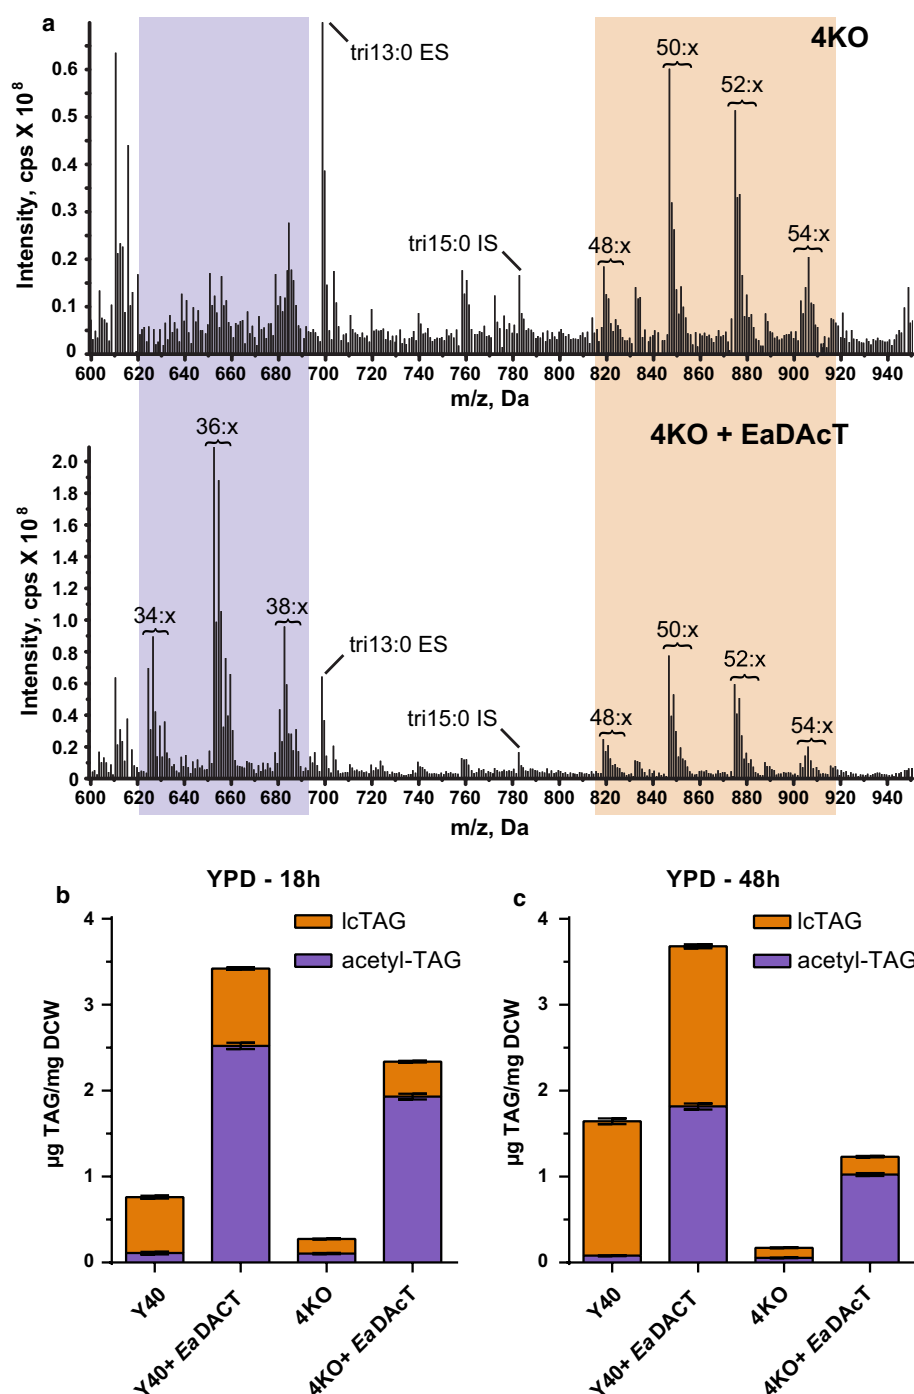 a
4KO
tri13:0 ES
50:x
52:x
tri15:0 IS
48:x
54:x
Intensity, cps X 10⁸
0.6
0.5
0.4
0.3
0.2
0.1
0
600 620 640 660 680 700 720 740 760 780 800 820 840 860 880 900 920 940
m/z, Da
4KO + EaDAcT
36:x
34:x
38:x
tri13:0 ES
50:x
52:x
tri15:0 IS
48:x
54:x
Intensity, cps X 10⁸
2.0
1.8
1.6
1.4
1.2
1.0
0.8
0.6
0.4
0.2
0
600 620 640 660 680 700 720 740 760 780 800 820 840 860 880 900 920 940
m/z, Da
b
YPD - 18h
lcTAG
acetyl-TAG
µg TAG/mg DCW
4
3
2
1
0
Y40
Y40+ EaDACT
4KO
4KO+ EaDAcT
c
YPD - 48h
lcTAG
acetyl-TAG
µg TAG/mg DCW
4
3
2
1
0
Y40
Y40+ EaDACT
4KO
4KO+ EaDAcT